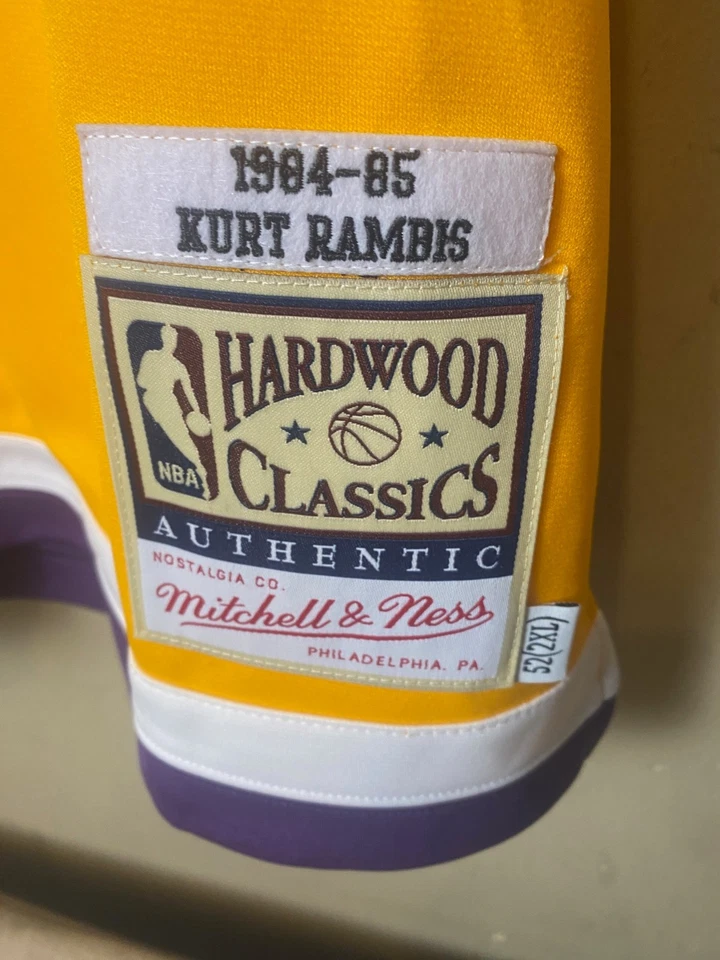 1984-85
KURT RAMBIS
HARDWOOD
CLASSICS
NBA
AUTHENTIC
NOSTALGIA CO.
Mitchell & Ness
PHILADELPHIA, PA.
52(2XL)